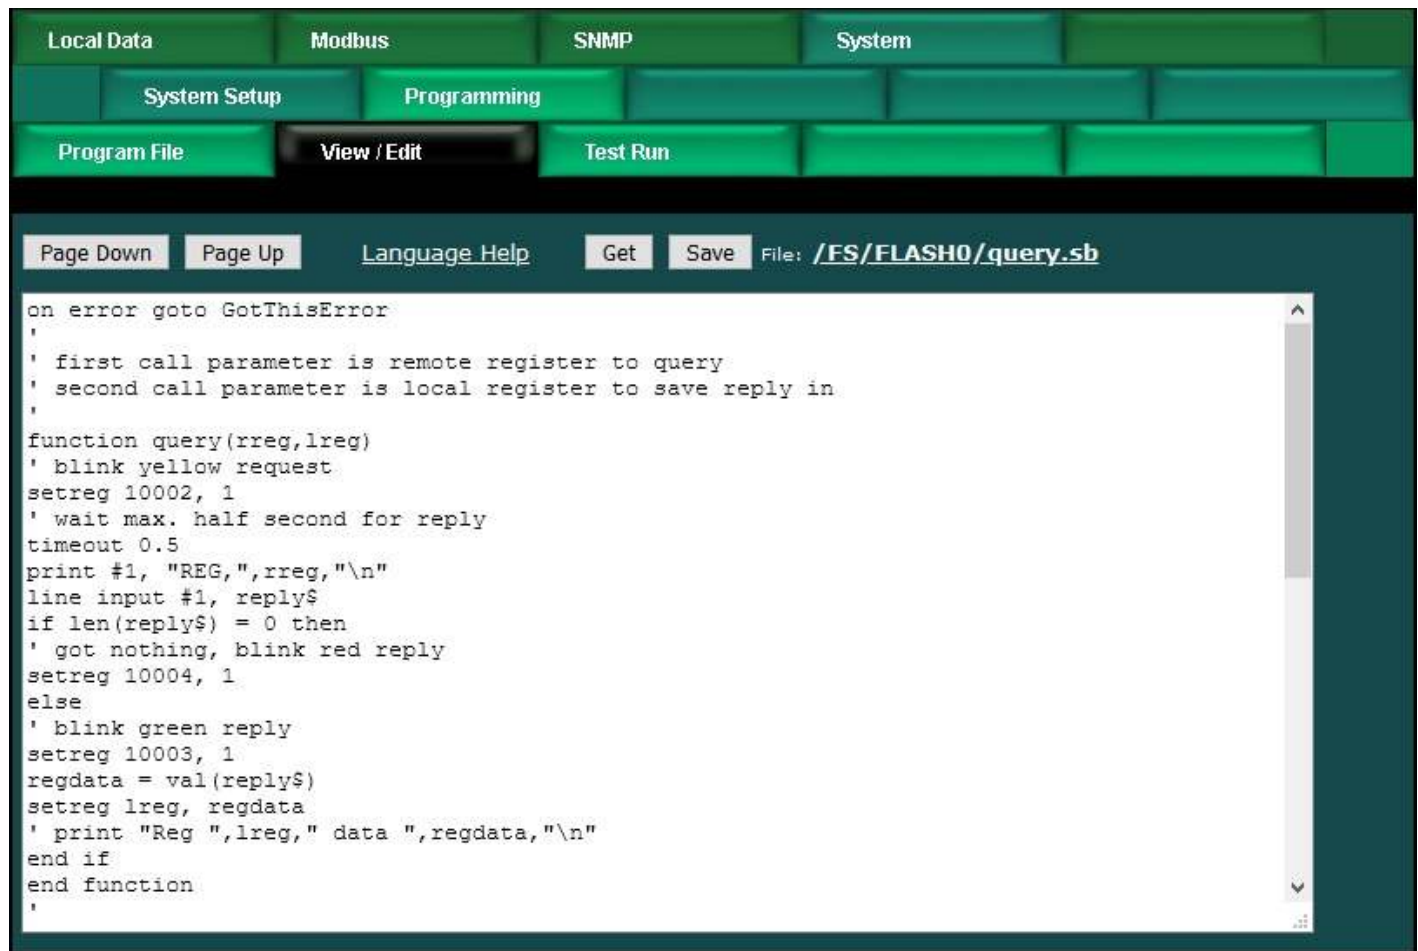 Local Data Modbus SNMP System
System Setup Programming
Program File View / Edit Test Run
Page Down Page Up Language Help Get Save File: /FS/FLASH0/query.sb
on error goto GotThisError
'
' first call parameter is remote register to query
' second call parameter is local register to save reply in
'
function query(rreg,lreg)
' blink yellow request
setreg 10002, 1
' wait max. half second for reply
timeout 0.5
print #1, "REG,",rreg,"\n"
line input #1, reply$
if len(reply$) = 0 then
' got nothing, blink red reply
setreg 10004, 1
else
' blink green reply
setreg 10003, 1
regdata = val(reply$)
setreg lreg, regdata
' print "Reg ",lreg," data ",regdata,"\n"
end if
end function
'